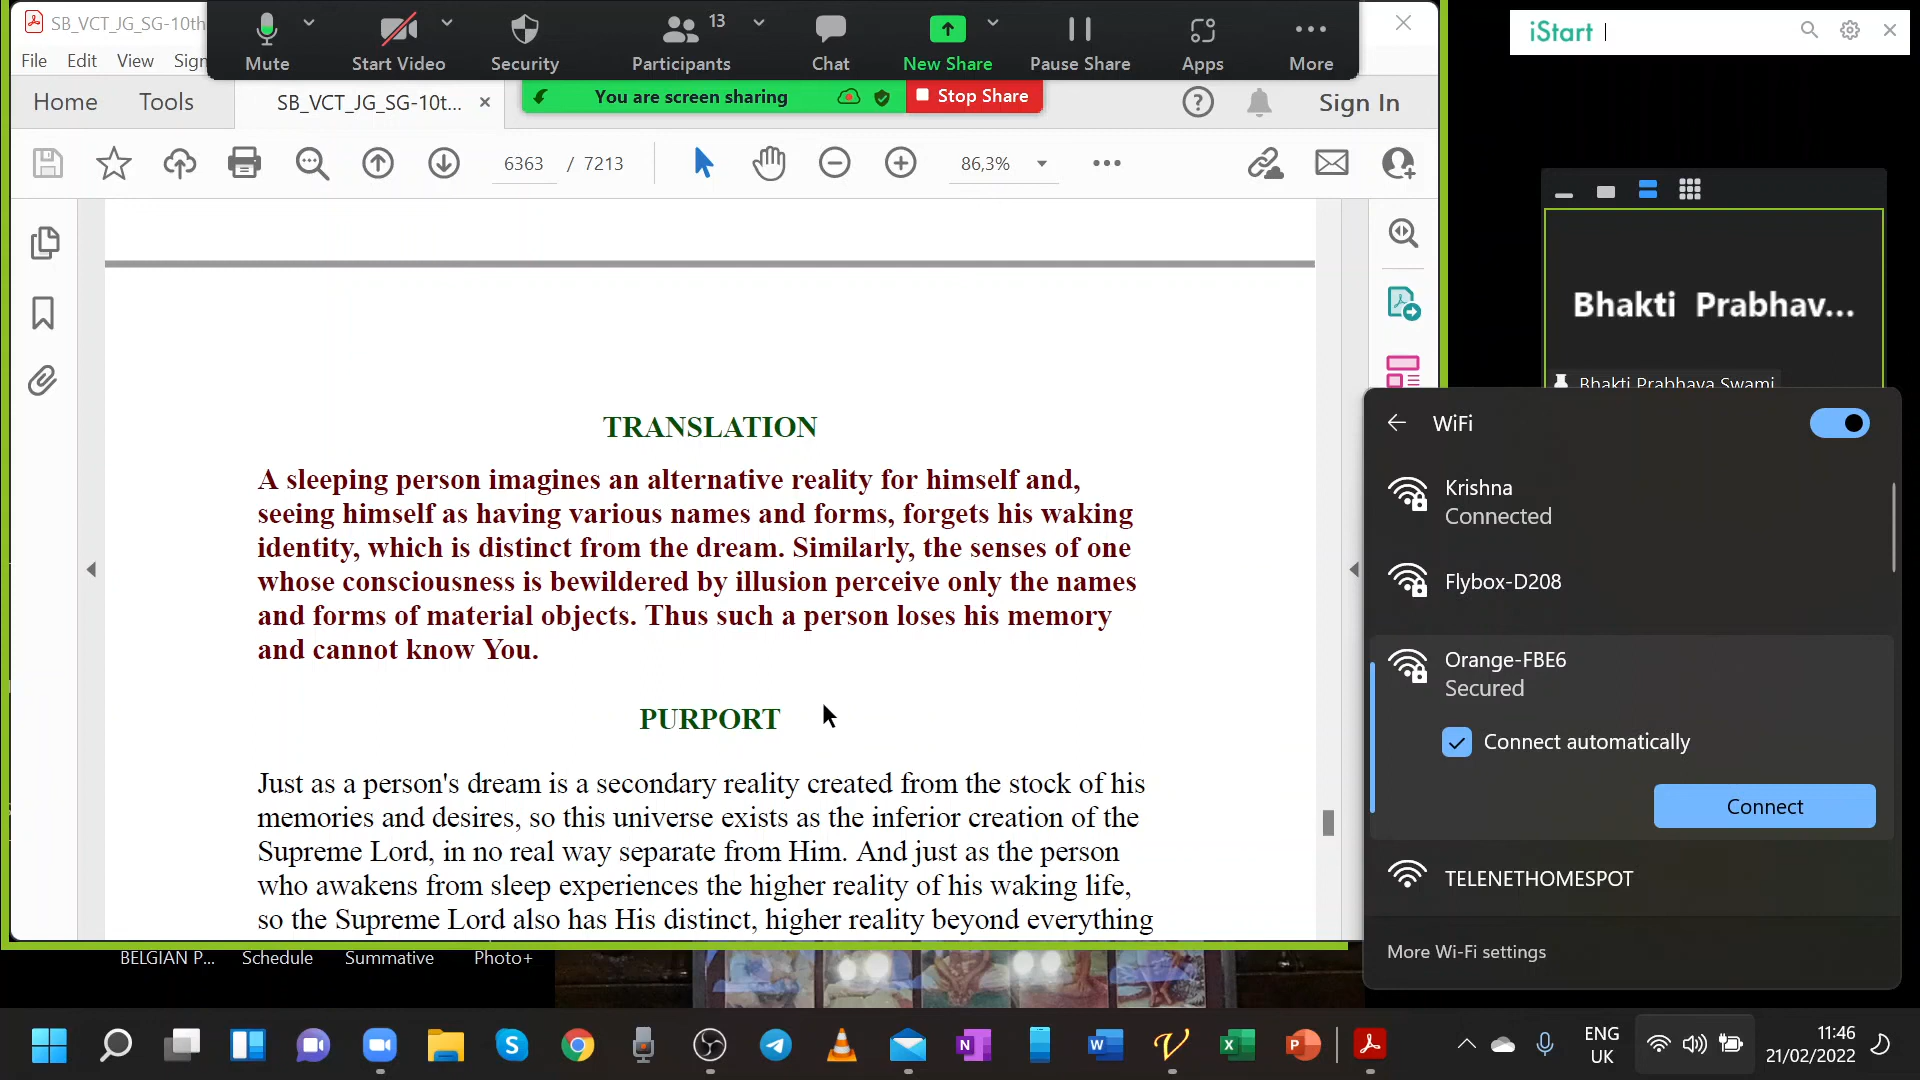 SB_VCT_JG_SG-10th
File Edit View Sign
Mute
Start Video
Security
13
Participants
Chat
New Share
Pause Share
Apps
More
You are screen sharing
Stop Share
Home
Tools
SB_VCT_JG_SG-10t...
Sign In
6363 / 7213
86,3%
TRANSLATION
A sleeping person imagines an alternative reality for himself and,
seeing himself as having various names and forms, forgets his waking
identity, which is distinct from the dream. Similarly, the senses of one
whose consciousness is bewildered by illusion perceive only the names
and forms of material objects. Thus such a person loses his memory
and cannot know You.
PURPORT
Just as a person's dream is a secondary reality created from the stock of his
memories and desires, so this universe exists as the inferior creation of the
Supreme Lord, in no real way separate from Him. And just as the person
who awakens from sleep experiences the higher reality of his waking life,
so the Supreme Lord also has His distinct, higher reality beyond everything
iStart
Bhakti Prabhav...
Bhakti Prabhava Swami
WiFi
Krishna
Connected
Flybox-D208
Orange-FBE6
Secured
Connect automatically
Connect
TELENETHOMESPOT
More Wi-Fi settings
BELGIAN P...
Schedule
Summative
Photo+
ENG
UK
11:46
21/02/2022